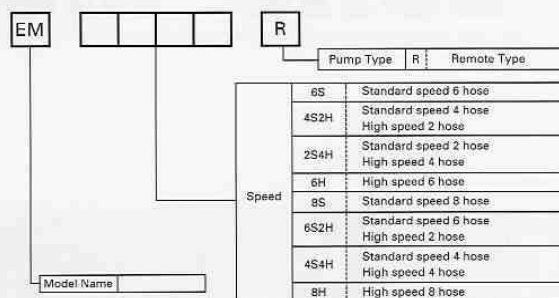 EM R
Pump Type R Remote Type
6S Standard speed 6 hose
4S2H Standard speed 4 hose
High speed 2 hose
2S4H Standard speed 2 hose
High speed 4 hose
6H High speed 6 hose
Speed
8S Standard speed 8 hose
6S2H Standard speed 6 hose
High speed 2 hose
4S4H Standard speed 4 hose
High speed 4 hose
8H High speed 8 hose
Model Name